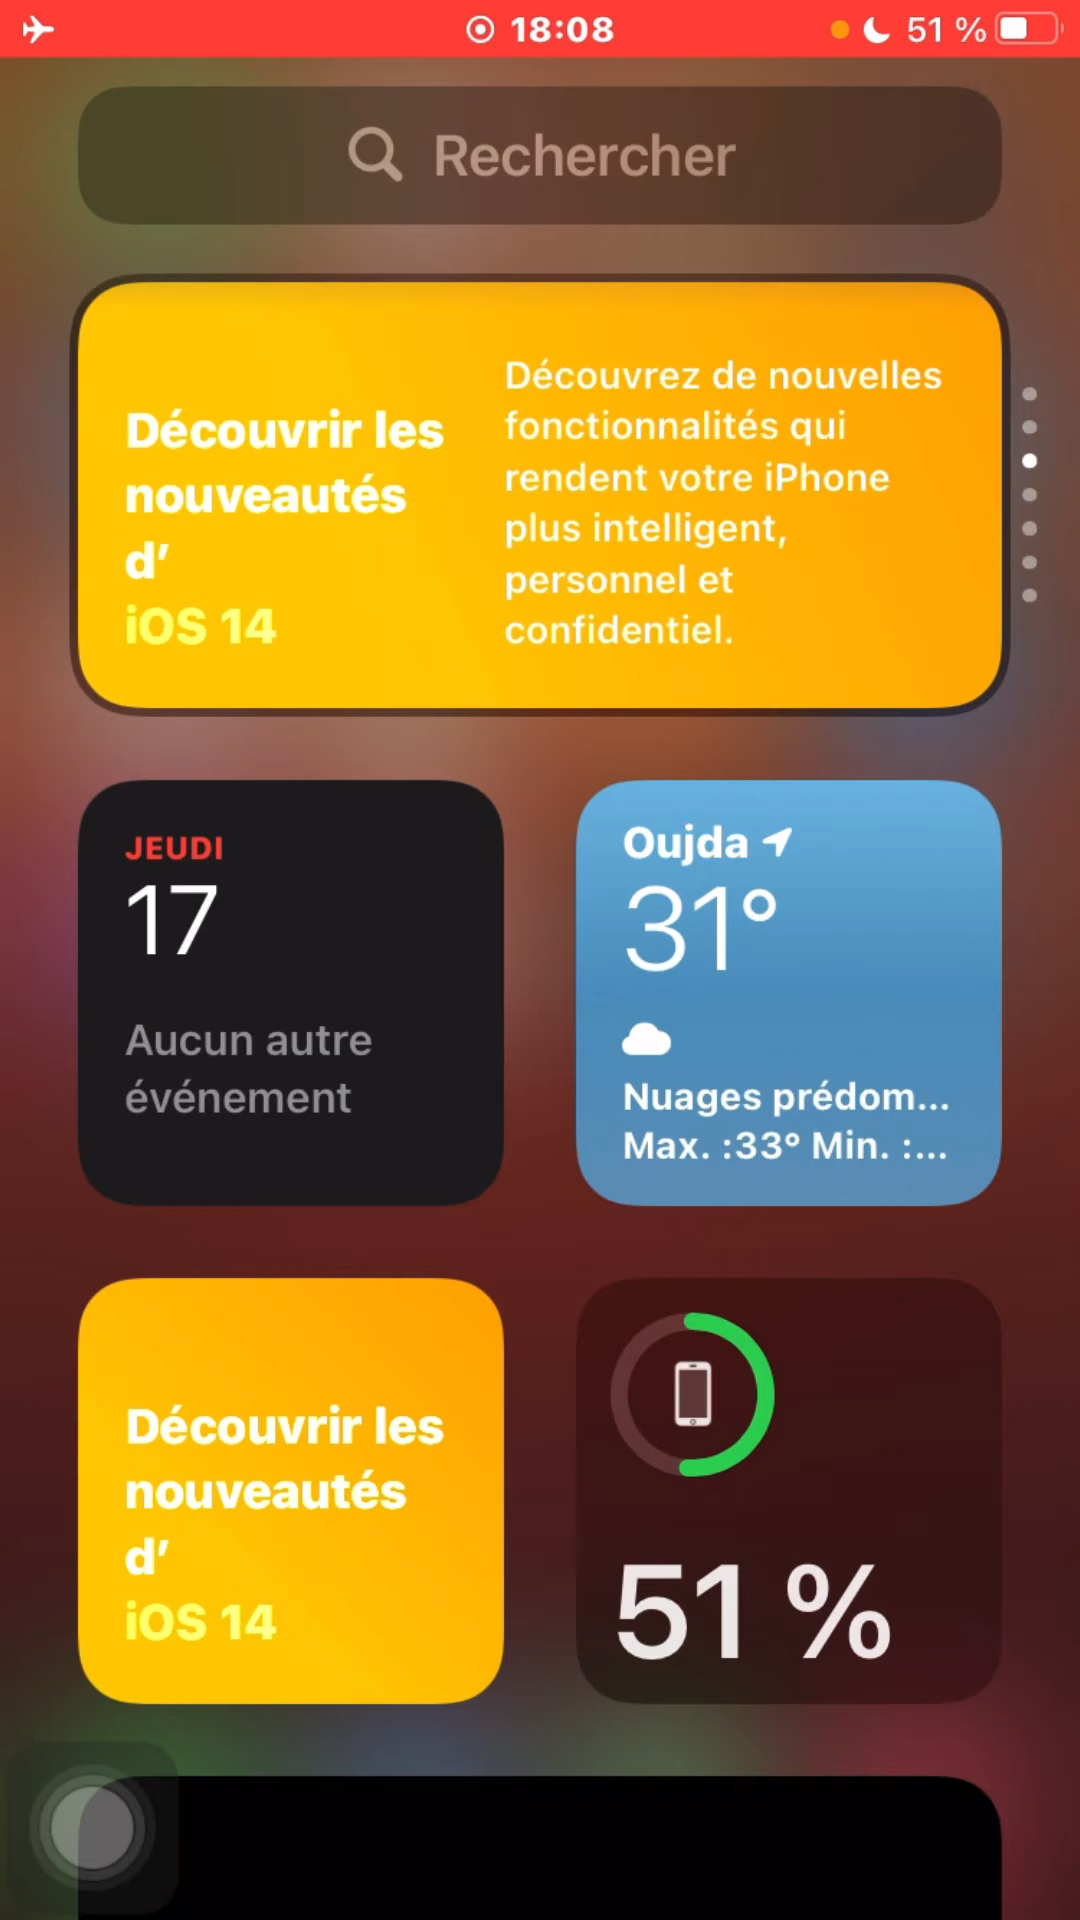 18:08
51 %
Rechercher
Découvrir les
nouveautés
d’
iOS 14
Découvrez de nouvelles
fonctionnalités qui
rendent votre iPhone
plus intelligent,
personnel et
confidentiel.
JEUDI
17
Aucun autre
événement
Oujda
31°
Nuages prédom...
Max. :33° Min. :...
Découvrir les
nouveautés
d’
iOS 14
51 %